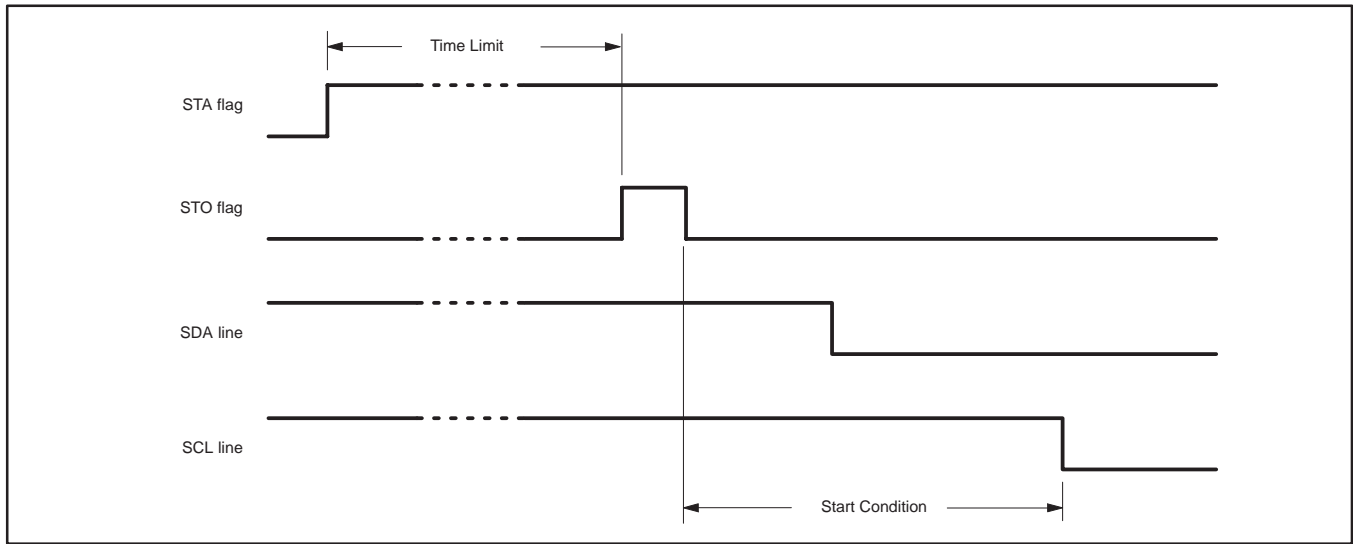 Time Limit
STA flag
STO flag
SDA line
SCL line
Start Condition